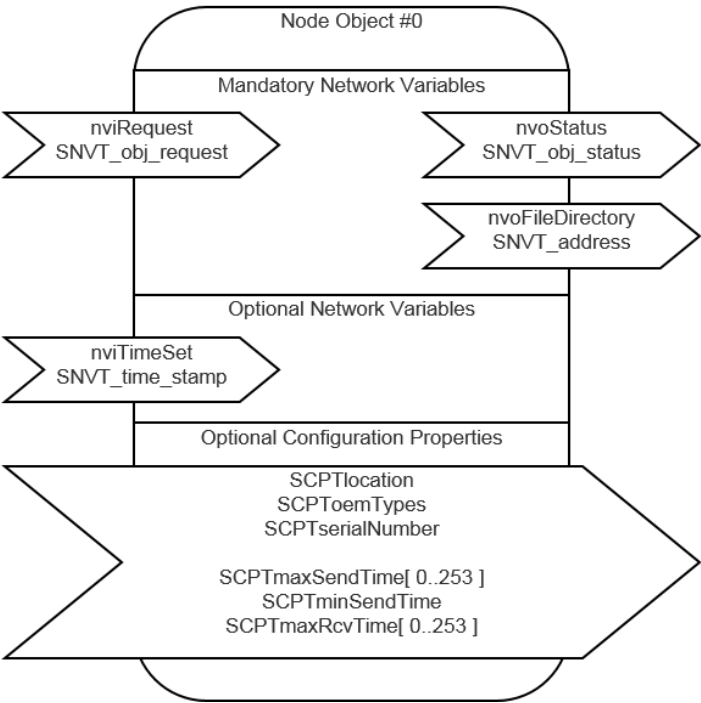 Node Object #0
Mandatory Network Variables
nviRequest
SNVT_obj_request
nvoStatus
SNVT_obj_status
nvoFileDirectory
SNVT_address
Optional Network Variables
nviTimeSet
SNVT_time_stamp
Optional Configuration Properties
SCPTlocation
SCPToemTypes
SCPTserialNumber
SCPTmaxSendTime[ 0..253 ]
SCPTminSendTime
SCPTmaxRcvTime[ 0..253 ]